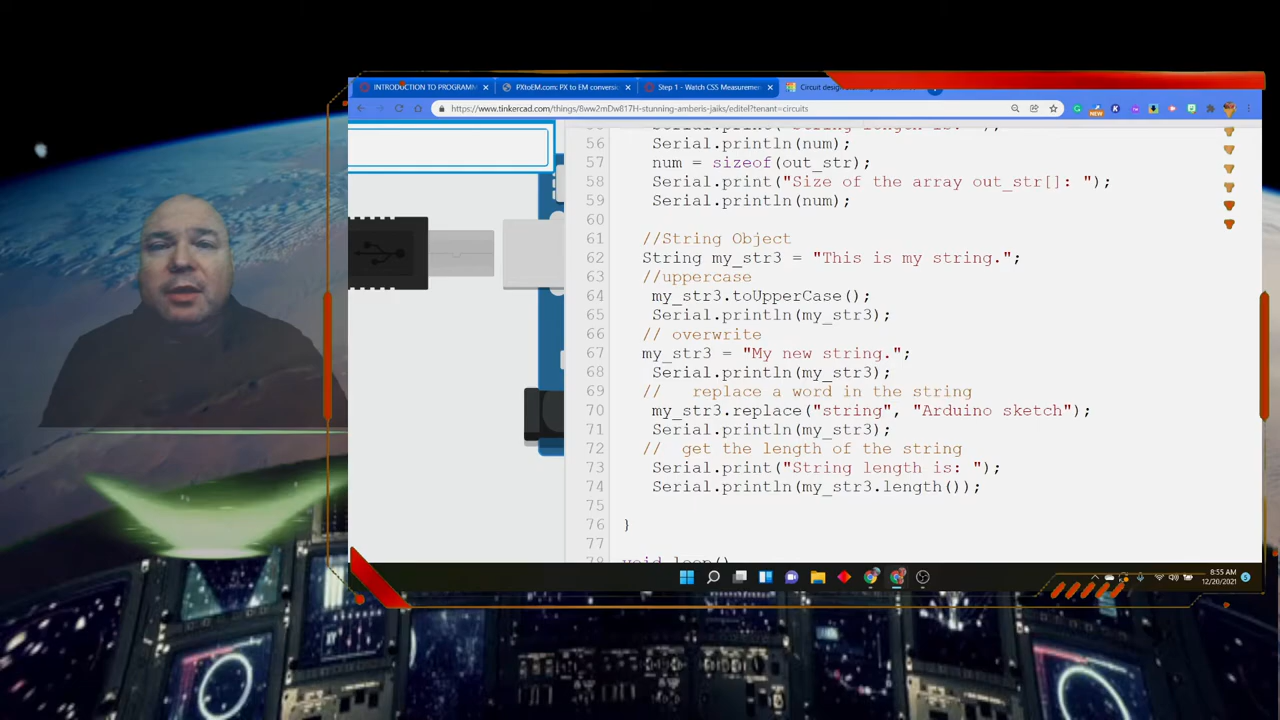 INTRODUCTION TO PROGRAMM
PXtoEM.com: PX to EM conversi
Step 1 - Watch CSS Measuremen
https://www.tinkercad.com/things/8ww2mDw817H-stunning-amberis-jaiks/editel?tenant=circuits
NEW
56 Serial.println(num);
57 num = sizeof(out_str);
58 Serial.print("Size of the array out_str[]: ");
59 Serial.println(num);
60
61 //String Object
62 String my_str3 = "This is my string.";
63 //uppercase
64 my_str3.toUpperCase();
65 Serial.println(my_str3);
66 // overwrite
67 my_str3 = "My new string.";
68 Serial.println(my_str3);
69 // replace a word in the string
70 my_str3.replace("string", "Arduino sketch");
71 Serial.println(my_str3);
72 // get the length of the string
73 Serial.print("String length is: ");
74 Serial.println(my_str3.length());
75
76 }
77
78 void loop()
8:55 AM
12/20/2021